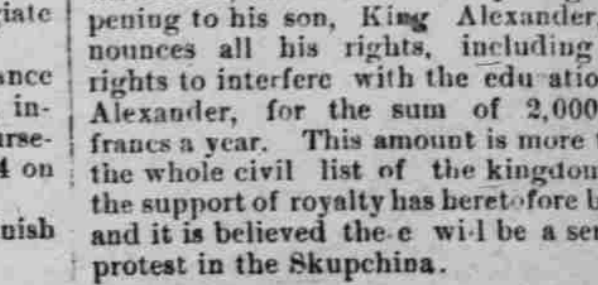 giate
ance
in-
urse-
4 on
nish
pening to his son, King Alexander,
nounces all his rights, including
rights to interfere with the edu atio
Alexander, for the sum of 2,000
francs a year. This amount is more t
the whole civil list of the kingdom
the support of royalty has heretofore b
and it is believed the e wi l be a ser
protest in the Skupchina.